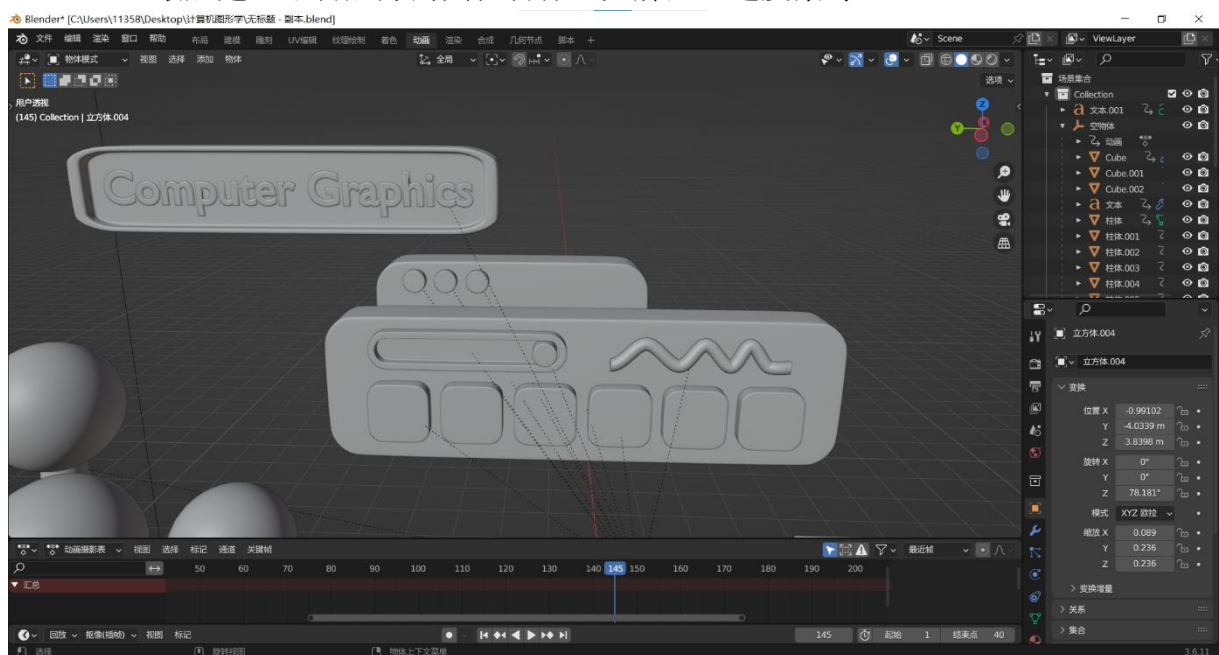 Blender* [C:\Users\11358\Desktop\计算机图形学\无标题 - 副本.blend]
文件 编辑 渲染 窗口 帮助 布局 建模 雕刻 UV编辑 纹理绘制 着色 动画 渲染 合成 几何节点 脚本 + Scene ViewLayer
物体模式 视图 选择 添加 物体 全局
选项
用户透视
(145) Collection | 立方体.004
Computer Graphics
Z
Y
场景集合
Collection
文本.001
空物体
动画
Cube
Cube.001
Cube.002
文本
柱体
柱体.001
柱体.002
柱体.003
柱体.004
立方体.004
立方体.004
变换
位置 X -0.99102
Y -4.0339 m
Z 3.8398 m
旋转 X 0°
Y 0°
Z 78.181°
模式 XYZ 欧拉
缩放 X 0.089
Y 0.236
Z 0.236
变换增量
关系
集合
动画摄影表 视图 选择 标记 通道 关键帧 最近帧
50 60 70 80 90 100 110 120 130 140 145 150 160 170 180 190 200
汇总
回放 抠像(插帧) 视图 标记 145 起始 1 结束点 40
选择 旋转视图 物体上下文菜单 3.6.11